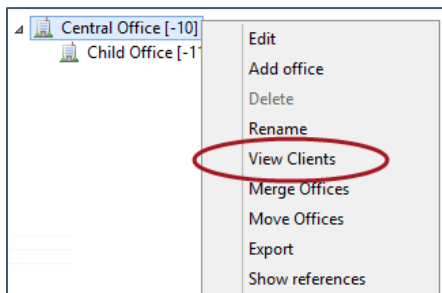 Central Office [-10]
Child Office [-11
Edit
Add office
Delete
Rename
View Clients
Merge Offices
Move Offices
Export
Show references